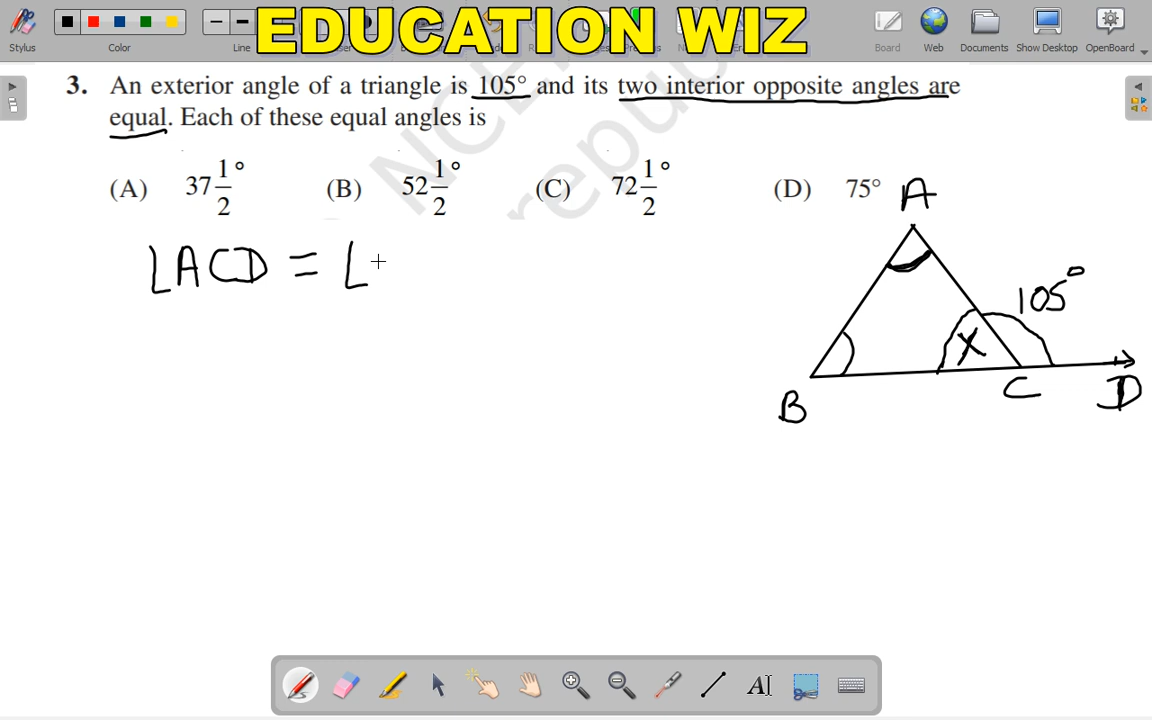 EDUCATION WIZ
Stylus Color Line Board Web Documents Show Desktop OpenBoard
3. An exterior angle of a triangle is 105° and its two interior opposite angles are
equal. Each of these equal angles is
(A) 37 1/2° (B) 52 1/2° (C) 72 1/2° (D) 75°
A
∠ACD = ∠
105°
X
B C D